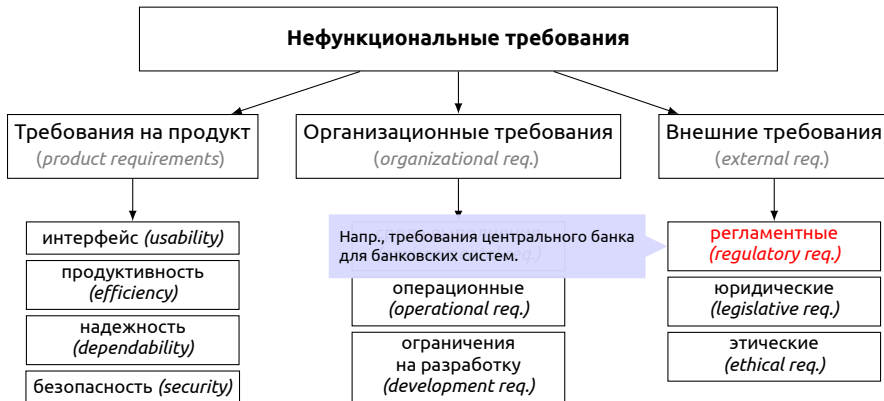 Нефункциональные требования
Требования на продукт
(product requirements)
Организационные требования
(organizational req.)
Внешние требования
(external req.)
интерфейс (usability)
продуктивность
(efficiency)
надежность
(dependability)
безопасность (security)
Напр., требования центрального банка
для банковских систем.
операционные
(operational req.)
ограничения
на разработку
(development req.)
регламентные
(regulatory req.)
юридические
(legislative req.)
этические
(ethical req.)